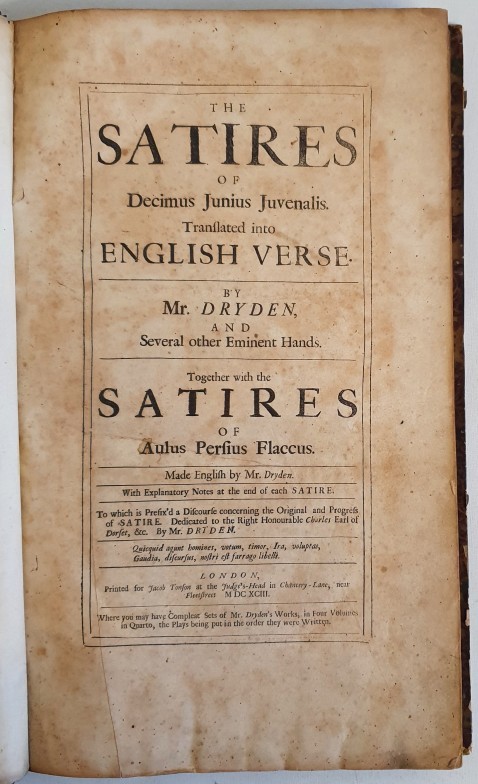 THE
SATIRES
OF
Decimus Junius Juvenalis.
Tranſlated into
ENGLISH VERSE.
BY
Mr. DRYDEN,
AND
Several other Eminent Hands.
Together with the
SATIRES
OF
Aulus Perſius Flaccus.
Made Engliſh by Mr. Dryden.
With Explanatory Notes at the end of each SATIRE.
To which is Prefix'd a Diſcourſe concerning the Original and Progreſs
of SATIRE. Dedicated to the Right Honourable Charles Earl of
Dorſet, &c. By Mr. DRYDEN.
Quicquid agunt homines, votum, timor, Ira, voluptas,
Gaudia, diſcurſus, noſtri eſt farrago libelli.
LONDON,
Printed for Jacob Tonſon at the Judge's-Head in Chancery-Lane, near
Fleetſtreet MDCXCIII.
Where you may have Compleat Sets of Mr. Dryden's Works, in Four Volumes
in Quarto, the Plays being put in the order they were Written.